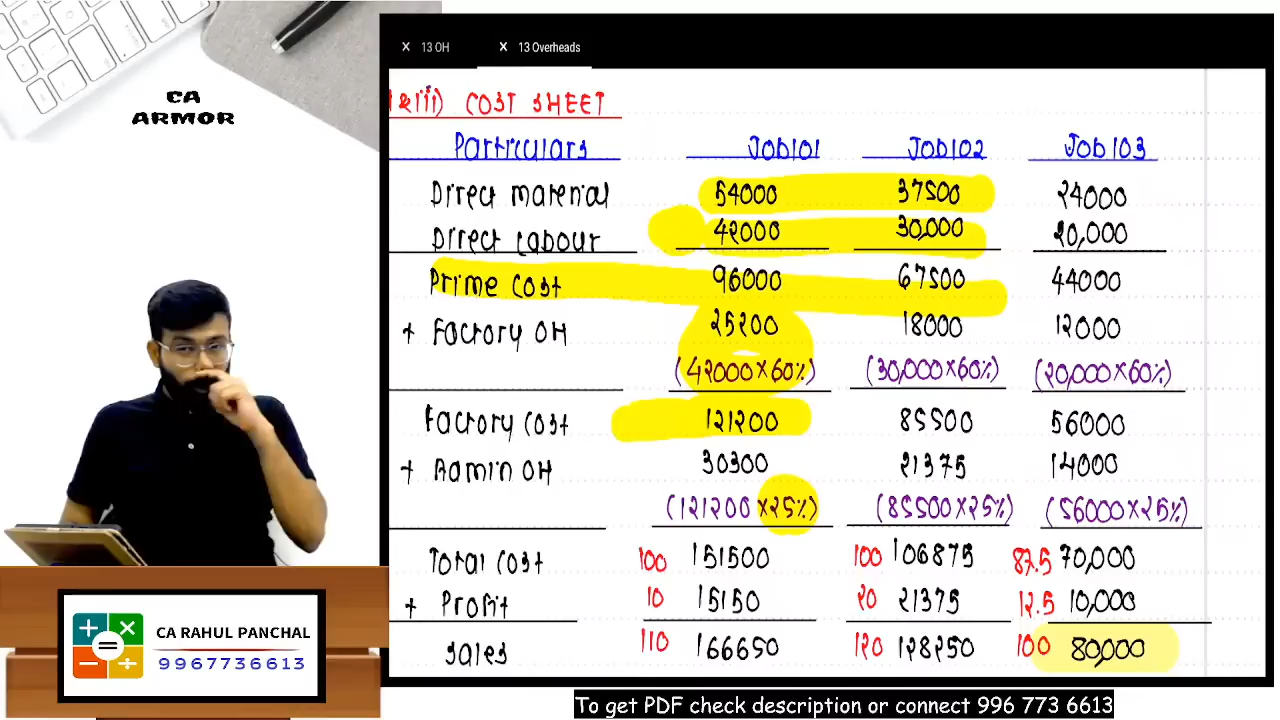 CA
ARMOR
CA RAHUL PANCHAL
9967736613
13 OH
13 Overheads
COST SHEET
Particulars Job101 Job102 Job103
Direct material 54000 37500 24000
Direct Labour 42000 30,000 20,000
Prime Cost 96000 67500 44000
+ Factory OH 25200 18000 12000
(42000×60%) (30,000×60%) (20,000×60%)
Factory Cost 121200 85500 56000
+ Admin OH 30300 21375 14000
(121200×25%) (85500×25%) (56000×25%)
Total Cost 100 151500 100 106875 87.5 70,000
+ Profit 10 15150 20 21375 12.5 10,000
Sales 110 166650 120 128250 100 80,000
To get PDF check description or connect 996 773 6613